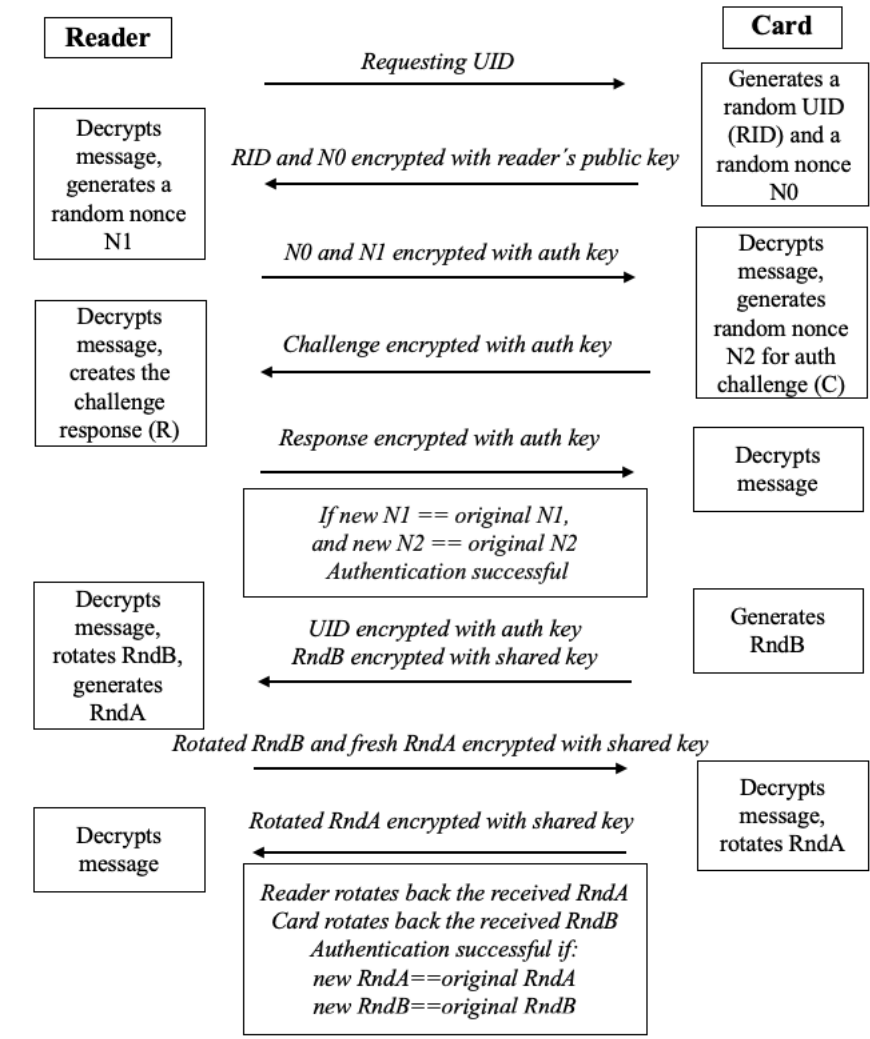 Reader
Card
Requesting UID
Generates a
random UID
(RID) and a
random nonce
N0
Decrypts
message,
generates a
random nonce
N1
RID and N0 encrypted with reader´s public key
N0 and N1 encrypted with auth key
Decrypts
message,
generates
random nonce
N2 for auth
challenge (C)
Decrypts
message,
creates the
challenge
response (R)
Challenge encrypted with auth key
Response encrypted with auth key
Decrypts
message
If new N1 == original N1,
and new N2 == original N2
Authentication successful
Decrypts
message,
rotates RndB,
generates
RndA
UID encrypted with auth key
RndB encrypted with shared key
Generates
RndB
Rotated RndB and fresh RndA encrypted with shared key
Decrypts
message,
rotates RndA
Decrypts
message
Rotated RndA encrypted with shared key
Reader rotates back the received RndA
Card rotates back the received RndB
Authentication successful if:
new RndA==original RndA
new RndB==original RndB